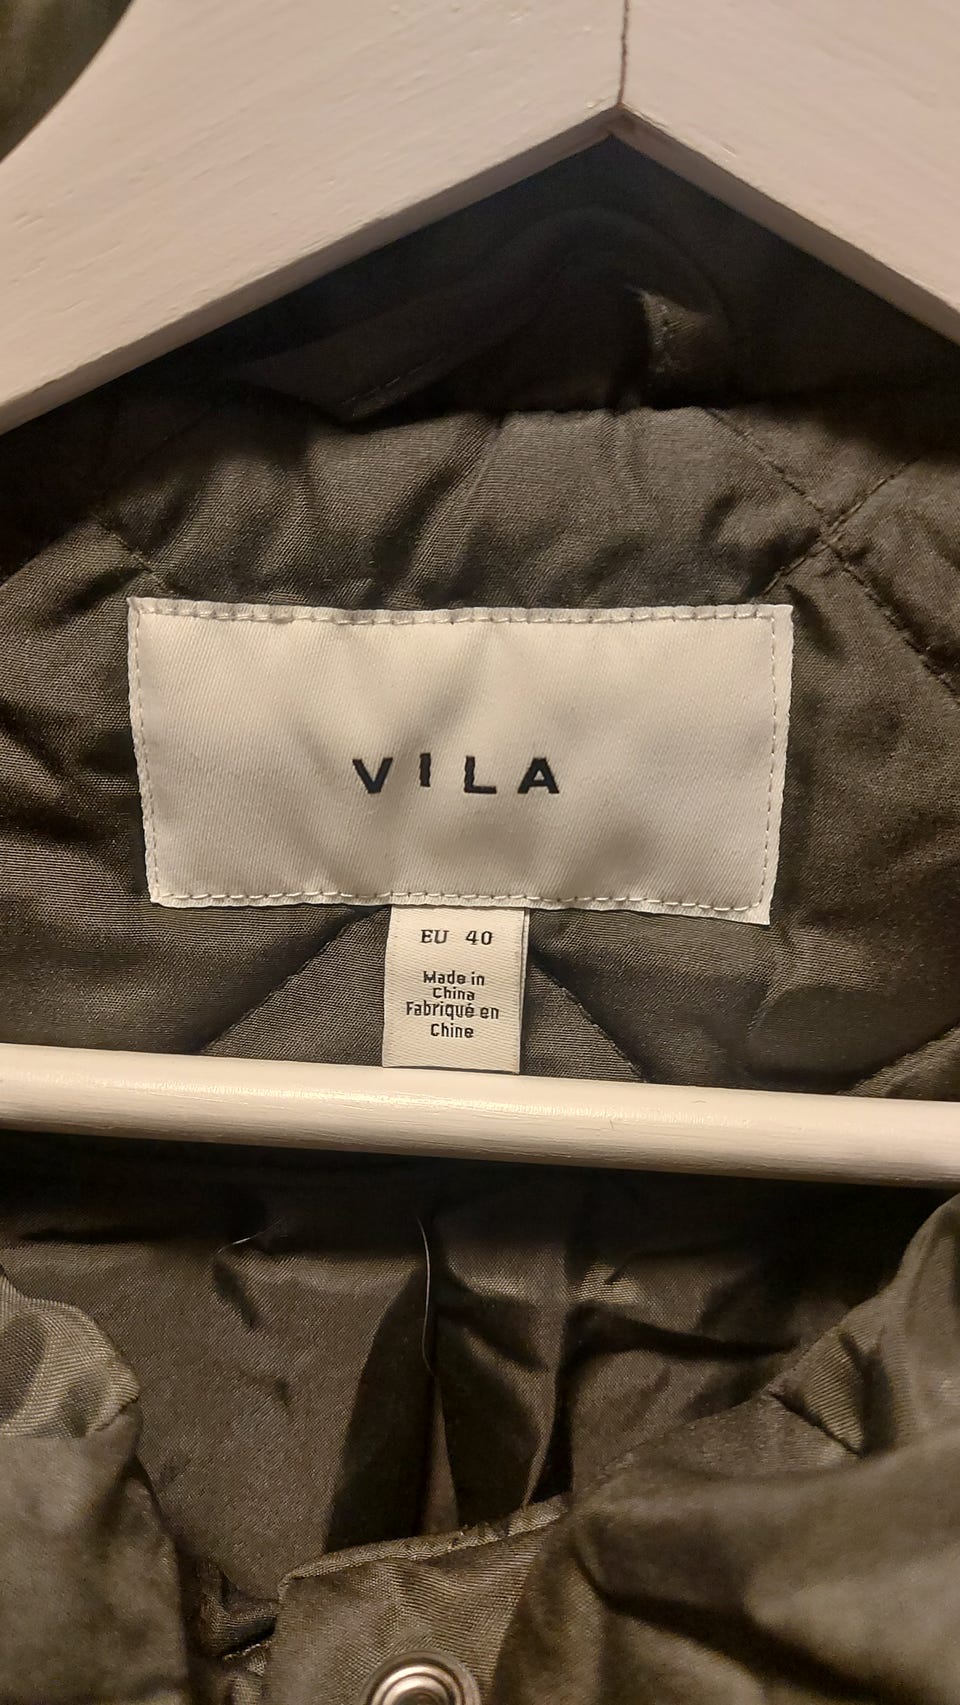 VILA
EU 40
Made in
China
Fabriqué en
Chine